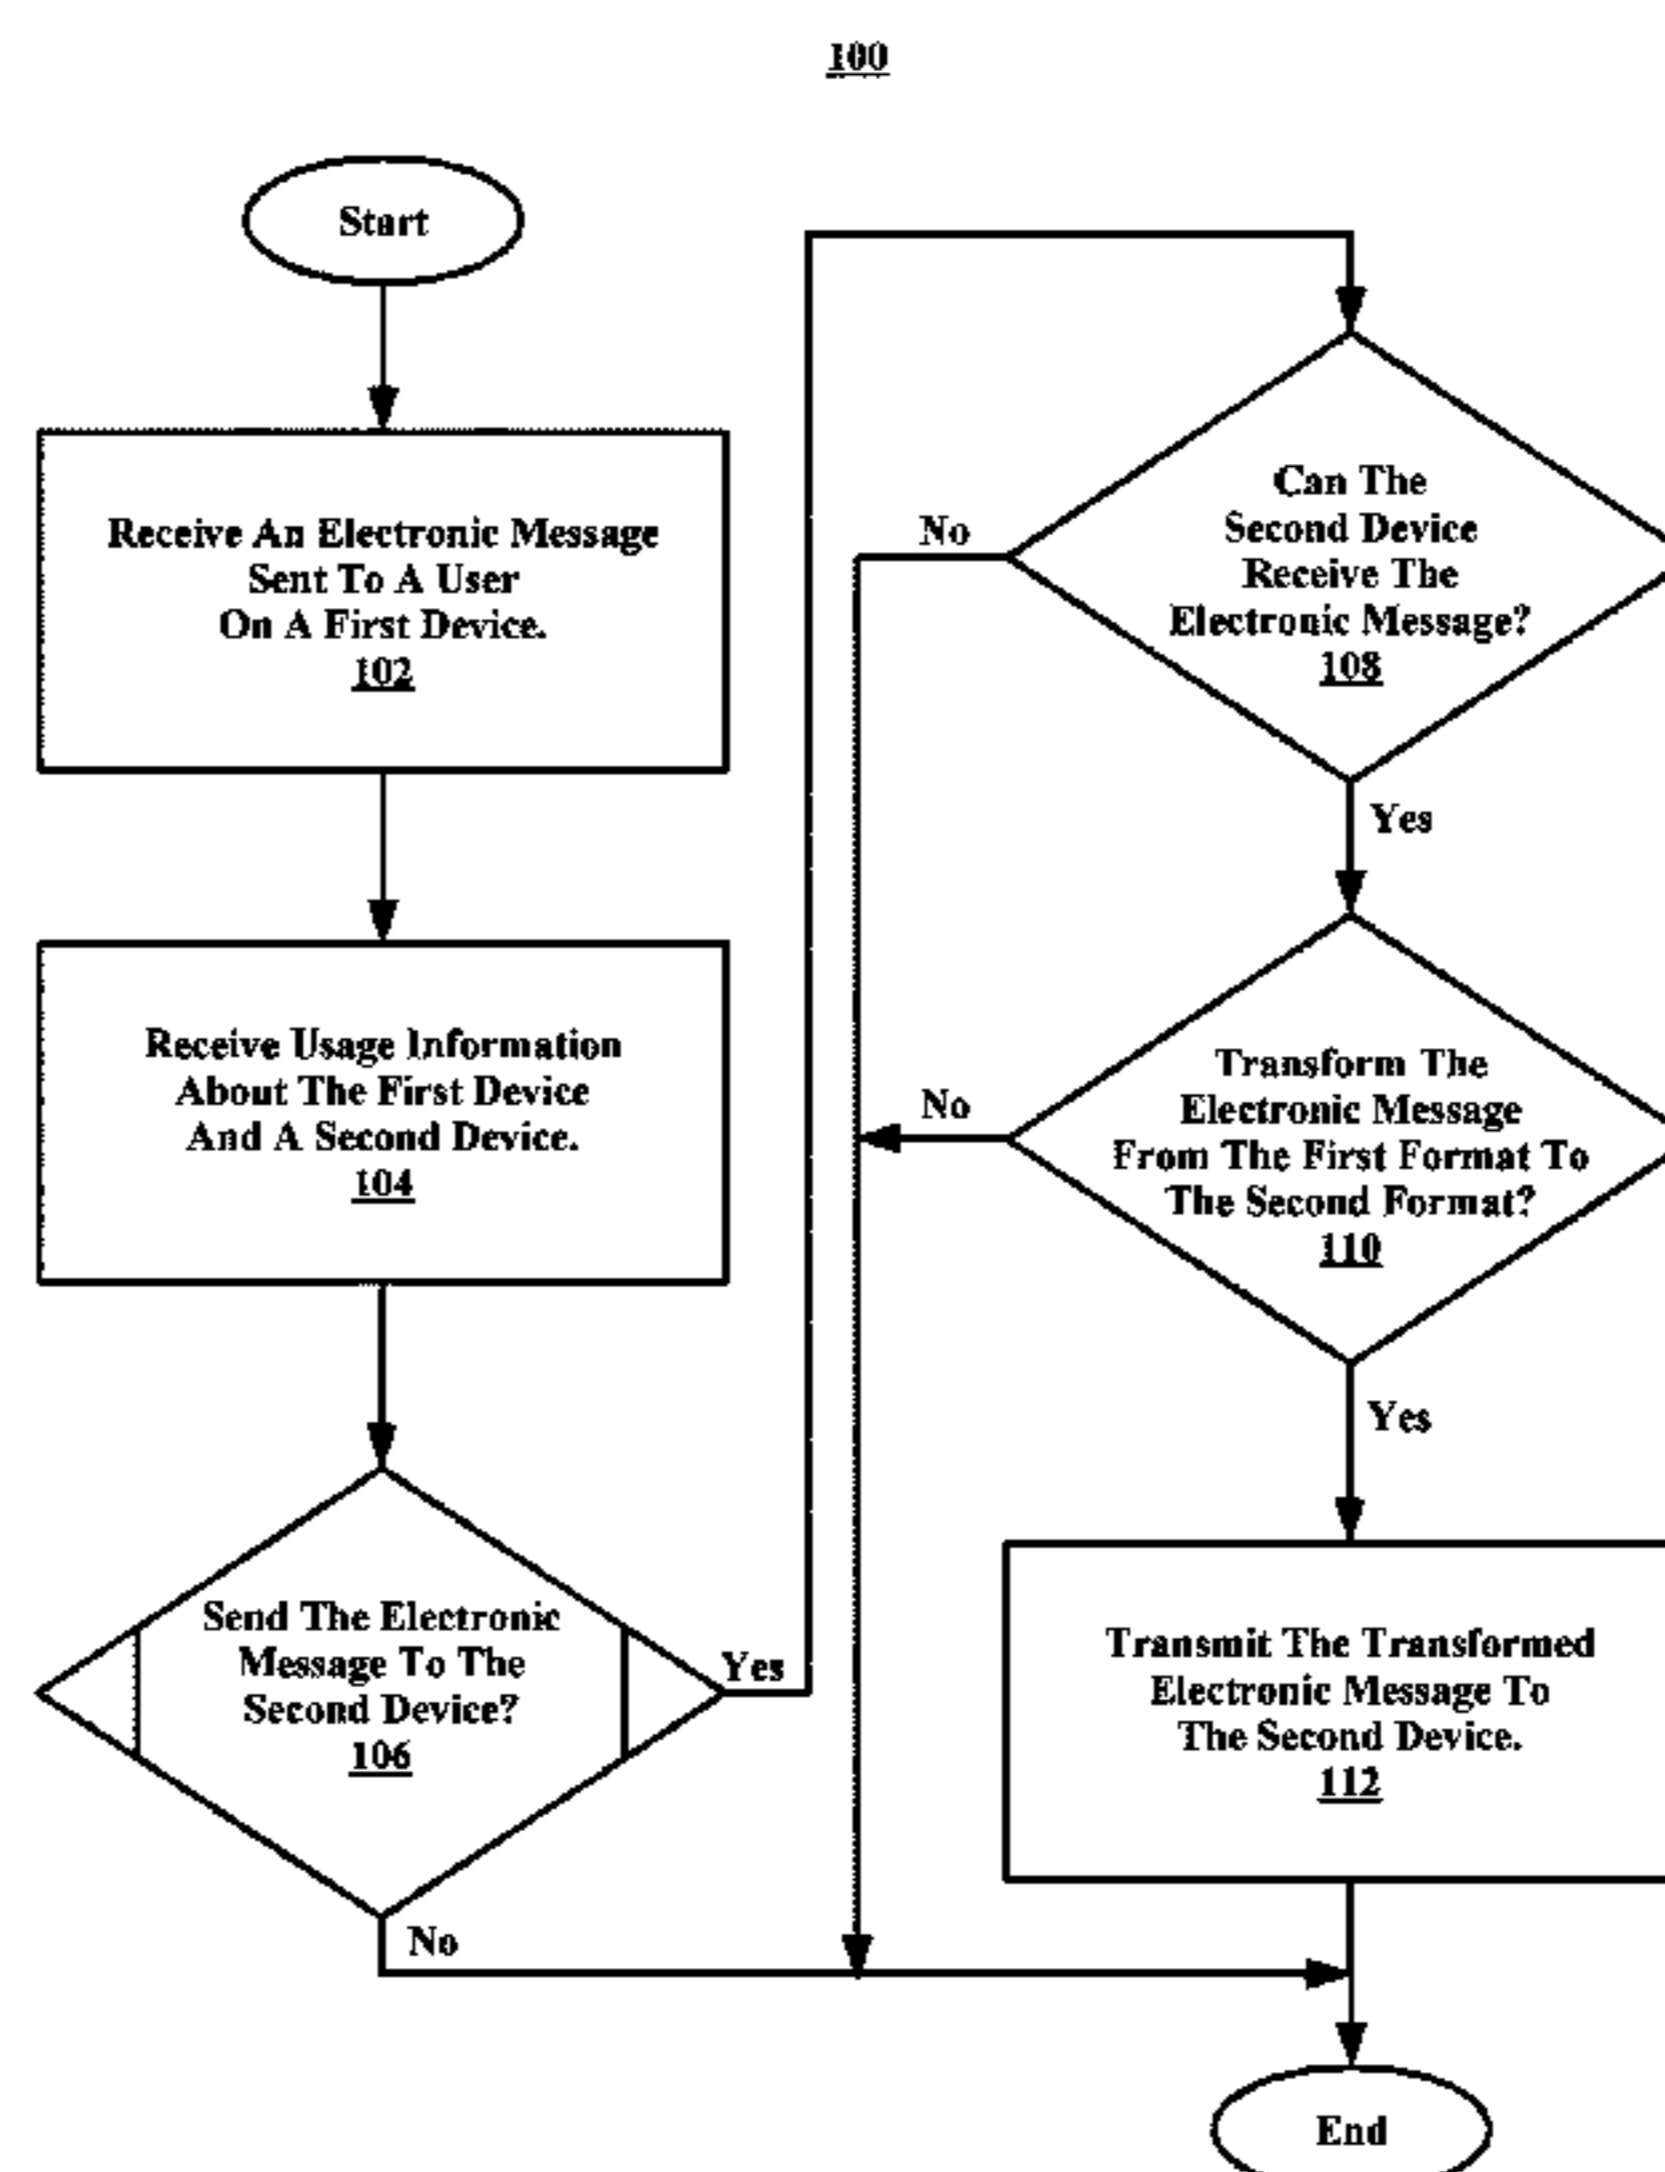 100
Start
Receive An Electronic Message
Sent To A User
On A First Device.
102
Receive Usage Information
About The First Device
And A Second Device.
104
Send The Electronic
Message To The
Second Device?
106
Yes
No
Can The
Second Device
Receive The
Electronic Message?
108
No
Yes
Transform The
Electronic Message
From The First Format To
The Second Format?
110
No
Yes
Transmit The Transformed
Electronic Message To
The Second Device.
112
End